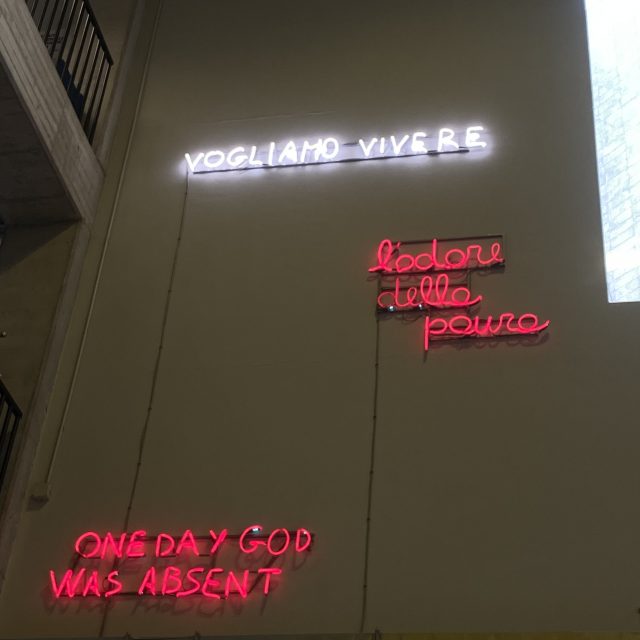 VOGLIAMO VIVERE
l'odore
della
paura
ONE DAY GOD
WAS ABSENT